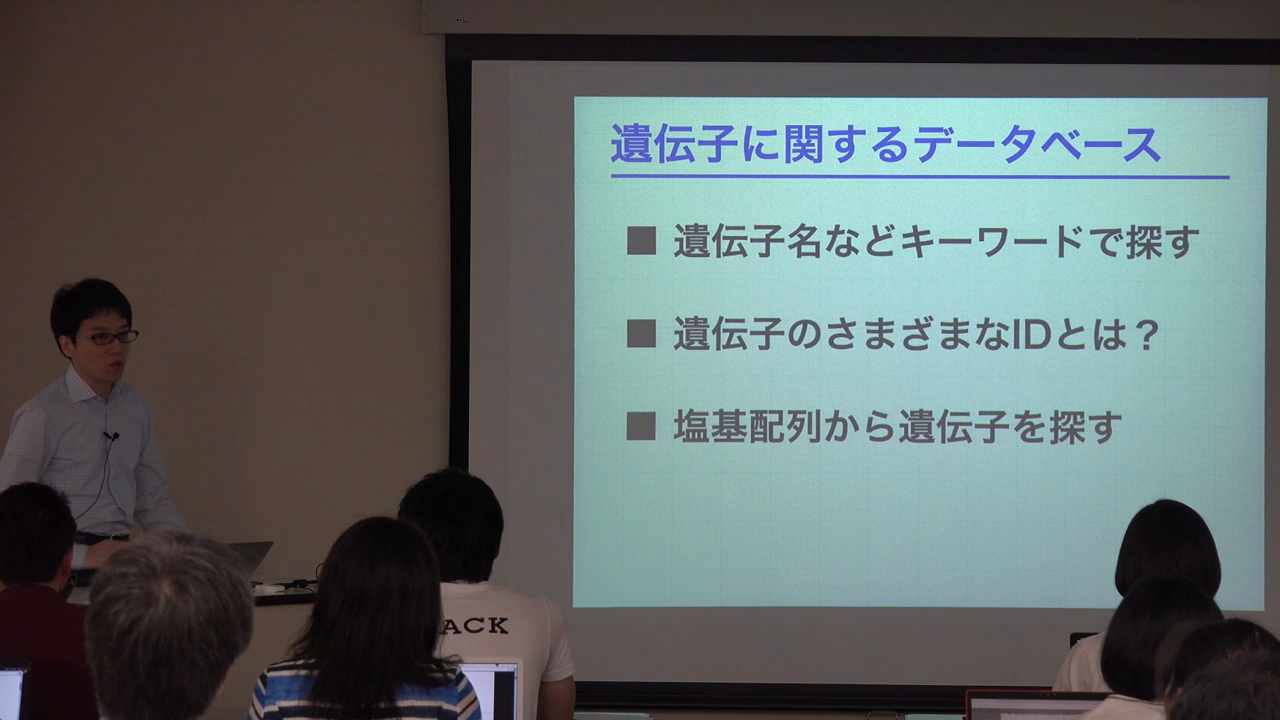 遺伝子に関するデータベース
■ 遺伝子名などキーワードで探す
■ 遺伝子のさまざまなIDとは？
■ 塩基配列から遺伝子を探す
ACK